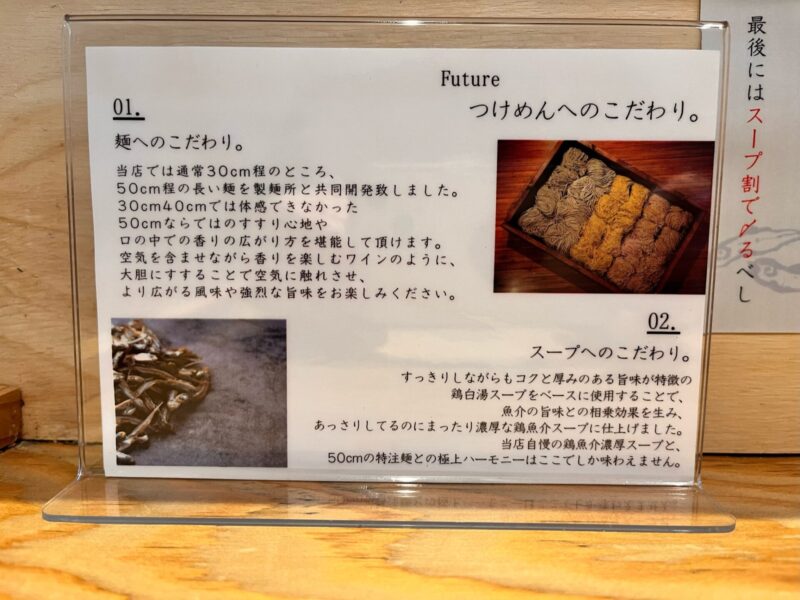 Future
つけめんへのこだわり。
01.
麺へのこだわり。
当店では通常30cm程のところ、
50cm程の長い麺を製麺所と共同開発致しました。
30cm40cmでは体感できなかった
50cmならではのすすり心地や
口の中での香りの広がり方を堪能して頂けます。
空気を含ませながら香りを楽しむワインのように、
大胆にすすることで空気に触れさせ、
より広がる風味や強烈な旨味をお楽しみください。
02.
スープへのこだわり。
すっきりしながらもコクと厚みのある旨味が特徴の
鶏白湯スープをベースに使用することで、
魚介の旨味との相乗効果を生み、
あっさりしてるのにまったり濃厚な鶏魚介スープに仕上げました。
当店自慢の鶏魚介濃厚スープと、
50cmの特注麺との極上ハーモニーはここでしか味わえません。
最後にはスープ割で〆るべし